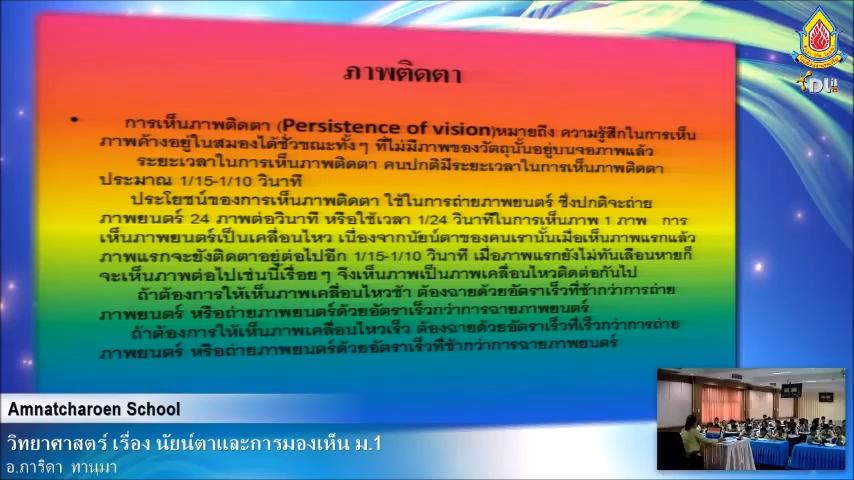 ภาพติดตา
• การเห็นภาพติดตา (Persistence of vision)หมายถึง ความรู้สึกในการเห็น
ภาพค้างอยู่ในสมองได้ชั่วขณะทั้งๆ ที่ไม่มีภาพของวัตถุนั้นอยู่บนจอภาพแล้ว
ระยะเวลาในการเห็นภาพติดตา คนปกติมีระยะเวลาในการเห็นภาพติดตา
ประมาณ 1/15-1/10 วินาที
ประโยชน์ของการเห็นภาพติดตา ใช้ในการถ่ายภาพยนตร์ ซึ่งปกติจะถ่าย
ภาพยนตร์ 24 ภาพต่อวินาที หรือใช้เวลา 1/24 วินาทีในการเห็นภาพ 1 ภาพ การ
เห็นภาพยนตร์เป็นเคลื่อนไหว เนื่องจากนัยน์ตาของคนเรานั้นเมื่อเห็นภาพแรกแล้ว
ภาพแรกจะยังติดตาอยู่ต่อไปอีก 1/15-1/10 วินาที เมื่อภาพแรกยังไม่ทันเลือนหายก็
จะเห็นภาพต่อไปเช่นนี้เรื่อยๆ จึงเห็นภาพเป็นภาพเคลื่อนไหวติดต่อกันไป
ถ้าต้องการให้เห็นภาพเคลื่อนไหวช้า ต้องฉายด้วยอัตราเร็วที่ช้ากว่าการถ่าย
ภาพยนตร์ หรือถ่ายภาพยนตร์ด้วยอัตราเร็วกว่าการฉายภาพยนตร์
ถ้าต้องการให้เห็นภาพเคลื่อนไหวเร็ว ต้องฉายด้วยอัตราเร็วที่เร็วกว่าการถ่าย
ภาพยนตร์ หรือถ่ายภาพยนตร์ด้วยอัตราเร็วที่ช้ากว่าการฉายภาพยนตร์
Amnatcharoen School
วิทยาศาสตร์ เรื่อง นัยน์ตาและการมองเห็น ม.1
อ.ภาริดา ทานมา